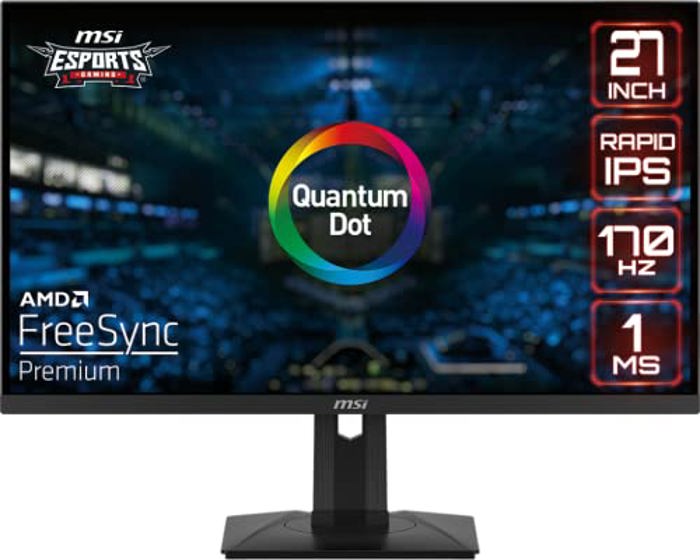 msi
ESPORTS
GAMING
27
INCH
RAPID
IPS
Quantum
Dot
170
HZ
AMD
FreeSync
Premium
1
MS
msi